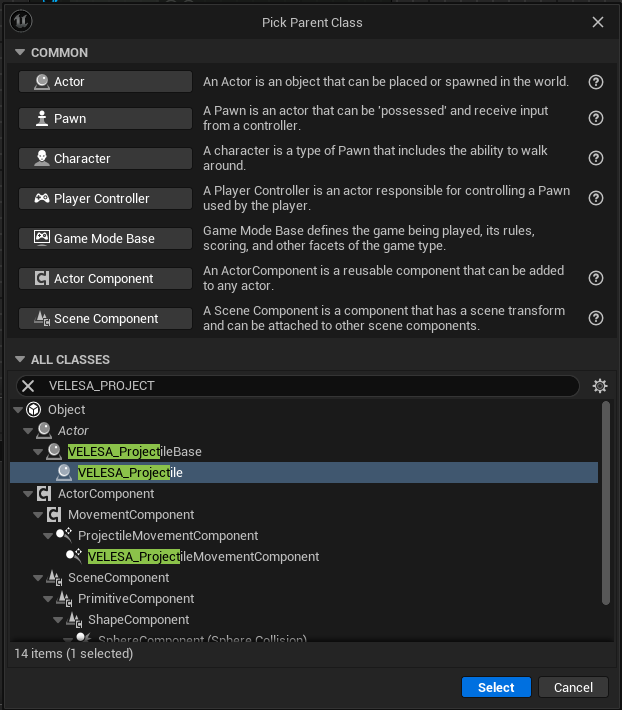 Pick Parent Class
COMMON
Actor
An Actor is an object that can be placed or spawned in the world.
Pawn
A Pawn is an actor that can be 'possessed' and receive input
from a controller.
Character
A character is a type of Pawn that includes the ability to walk
around.
Player Controller
A Player Controller is an actor responsible for controlling a Pawn
used by the player.
Game Mode Base
Game Mode Base defines the game being played, its rules,
scoring, and other facets of the game type.
Actor Component
An ActorComponent is a reusable component that can be added
to any actor.
Scene Component
A Scene Component is a component that has a scene transform
and can be attached to other scene components.
ALL CLASSES
VELESA_PROJECT
Object
Actor
VELESA_ProjectileBase
VELESA_Projectile
ActorComponent
MovementComponent
ProjectileMovementComponent
VELESA_ProjectileMovementComponent
SceneComponent
PrimitiveComponent
ShapeComponent
SphereComponent (Sphere Collision)
14 items (1 selected)
Select
Cancel